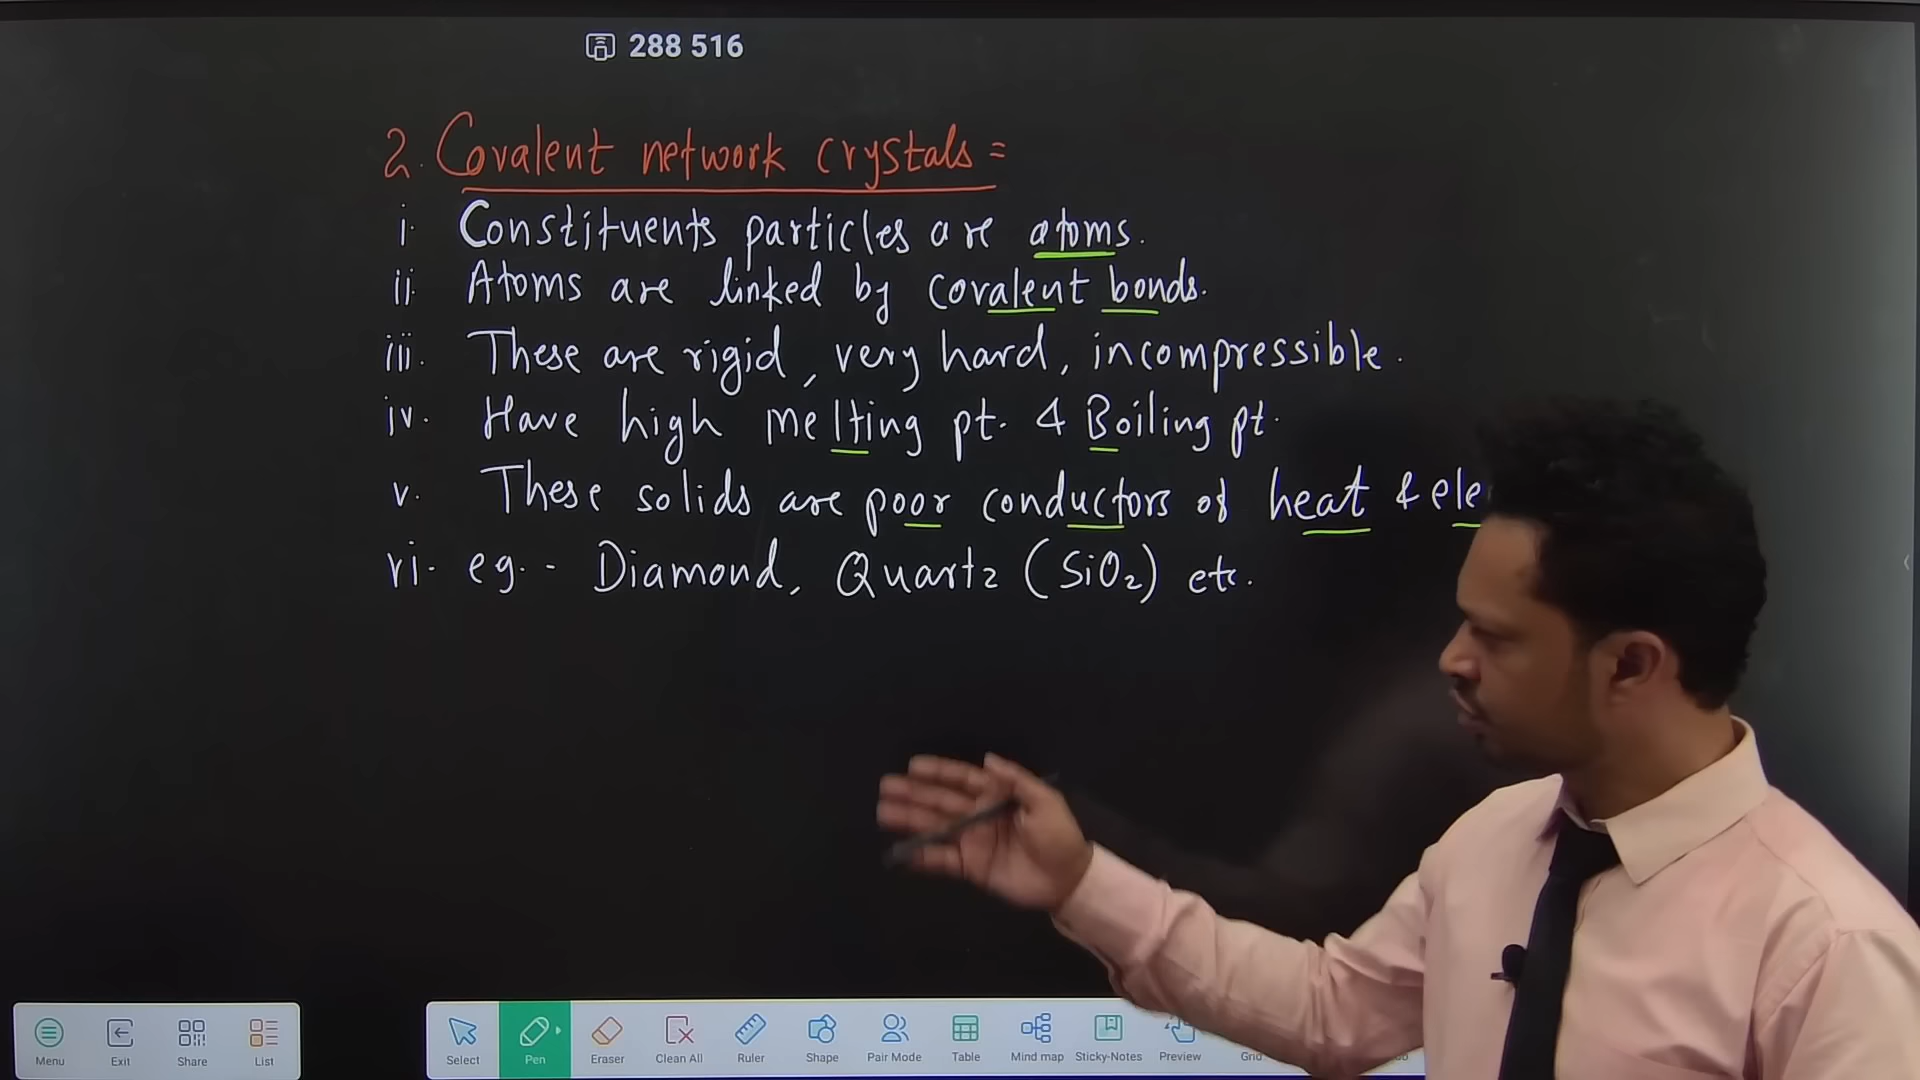 288 516
2. Covalent network crystals =
i. Constituents particles are atoms.
ii. Atoms are linked by covalent bonds.
iii. These are rigid, very hard, incompressible.
iv. Have high melting pt. & Boiling pt.
v. These solids are poor conductors of heat & ele
vi. eg. - Diamond, Quartz (SiO₂) etc.
Menu Exit Share List Select Pen Eraser Clean All Ruler Shape Pair Mode Table Mind map Sticky-Notes Preview Grid